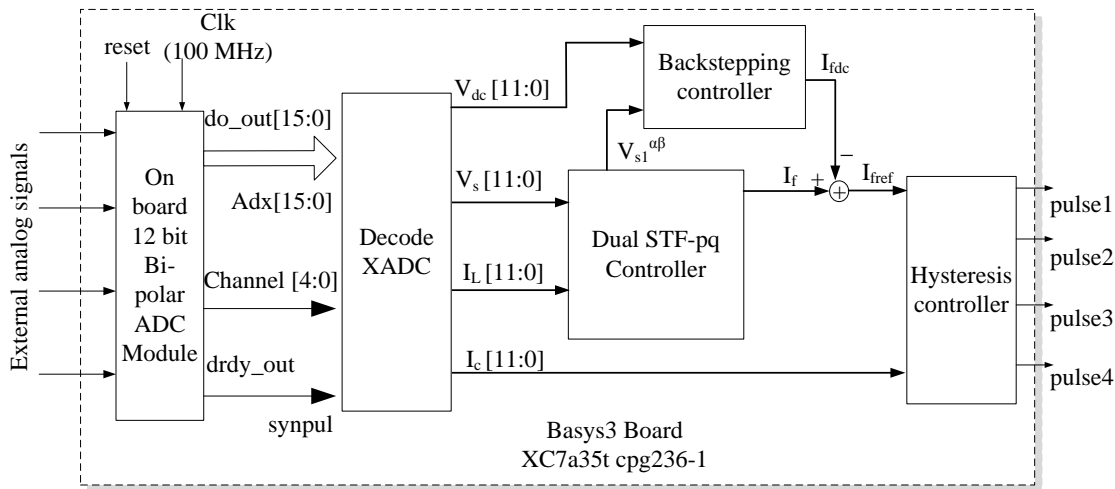 Clk
(100 MHz)
reset
External analog signals
On
board
12 bit
Bi-
polar
ADC
Module
do_out[15:0]
Adx[15:0]
Channel [4:0]
drdy_out
synpul
Decode
XADC
Vdc [11:0]
Vs [11:0]
IL [11:0]
Ic [11:0]
Backstepping
controller
Vs1αβ
Dual STF-pq
Controller
Ifdc
If
+
−
+
Ifref
Hysteresis
controller
pulse1
pulse2
pulse3
pulse4
Basys3 Board
XC7a35t cpg236-1